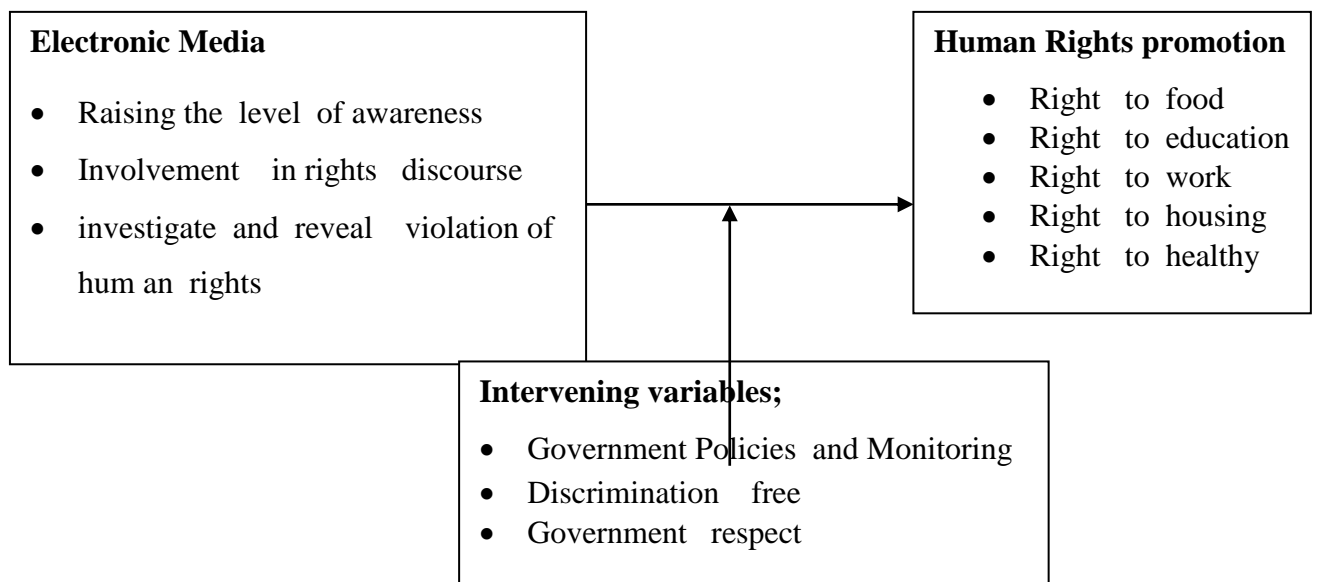 Electronic Media
• Raising the level of awareness
• Involvement in rights discourse
• investigate and reveal violation of
hum an rights
Human Rights promotion
• Right to food
• Right to education
• Right to work
• Right to housing
• Right to healthy
Intervening variables;
• Government Policies and Monitoring
• Discrimination free
• Government respect